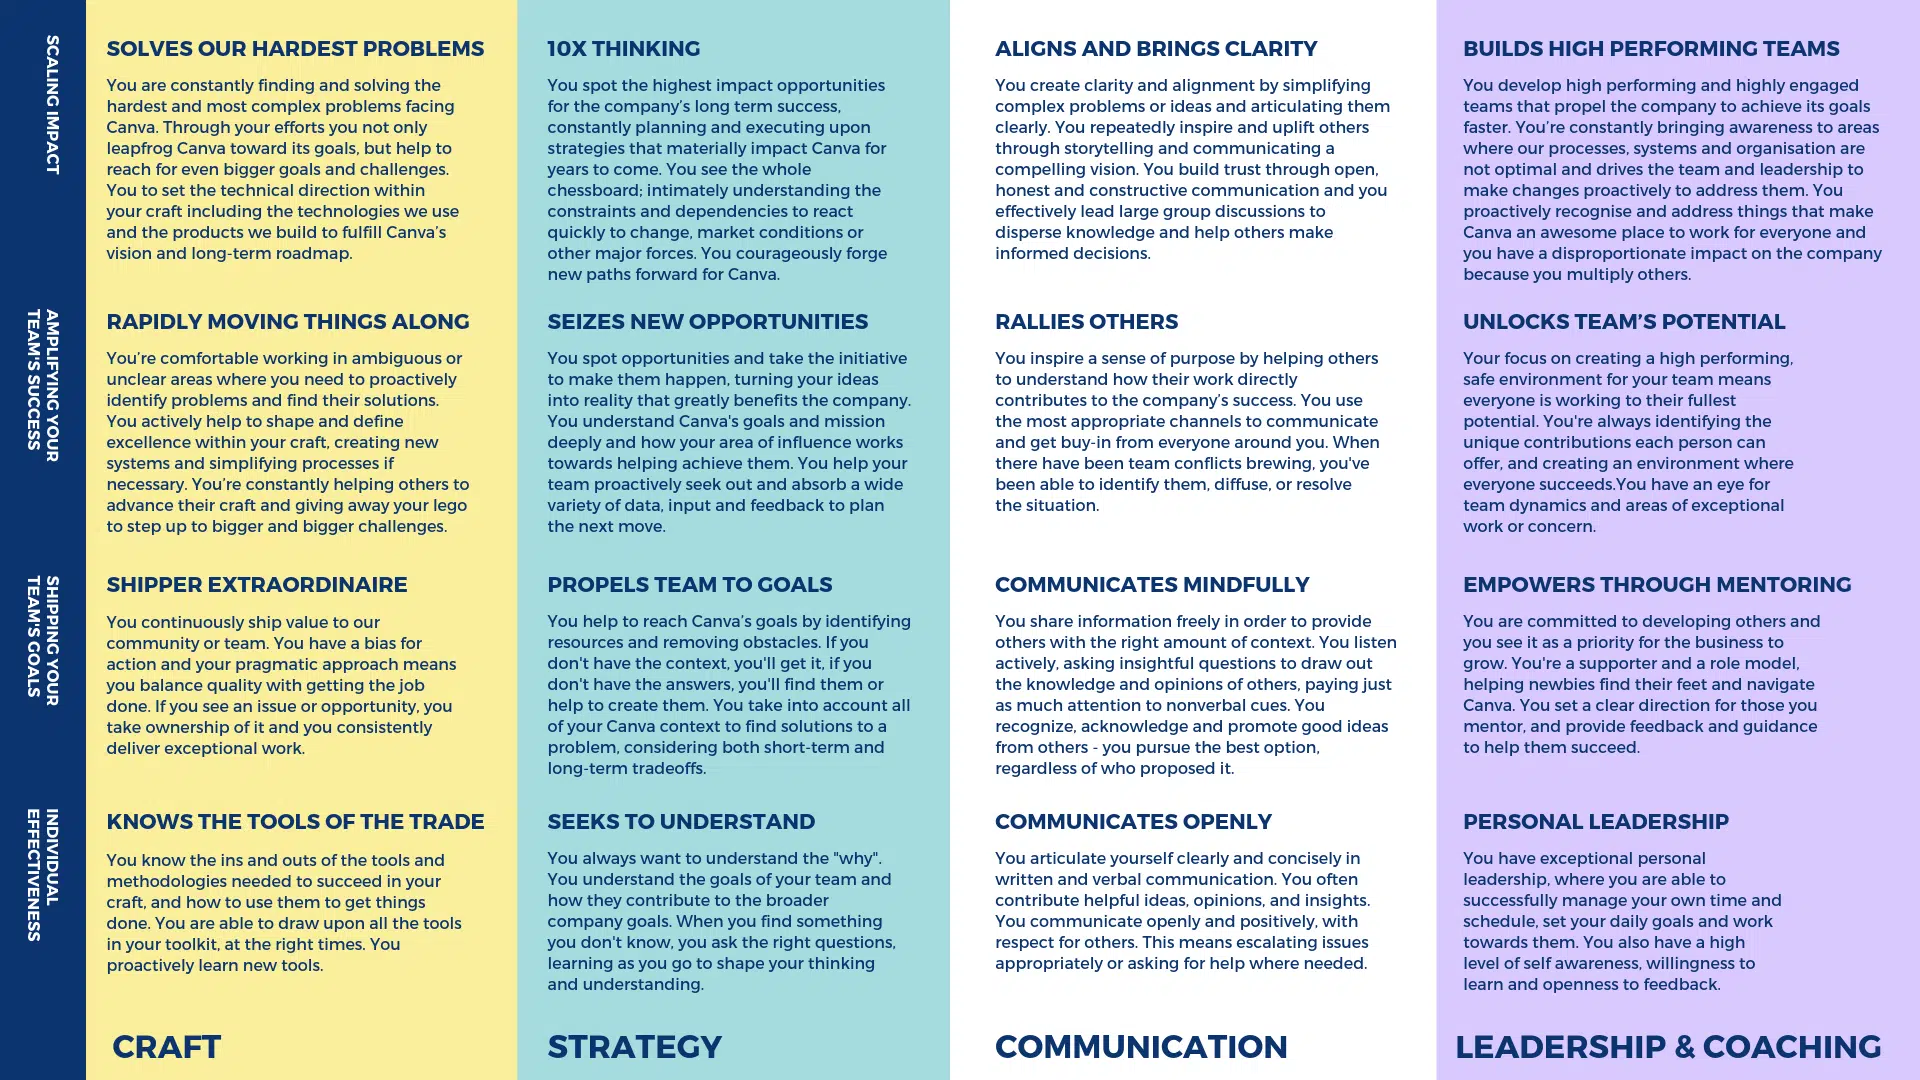 SCALING IMPACT
SOLVES OUR HARDEST PROBLEMS
You are constantly finding and solving the
hardest and most complex problems facing
Canva. Through your efforts you not only
leapfrog Canva toward its goals, but help to
reach for even bigger goals and challenges.
You to set the technical direction within
your craft including the technologies we use
and the products we build to fulfill Canva’s
vision and long-term roadmap.
10X THINKING
You spot the highest impact opportunities
for the company’s long term success,
constantly planning and executing upon
strategies that materially impact Canva for
years to come. You see the whole
chessboard; intimately understanding the
constraints and dependencies to react
quickly to change, market conditions or
other major forces. You courageously forge
new paths forward for Canva.
ALIGNS AND BRINGS CLARITY
You create clarity and alignment by simplifying
complex problems or ideas and articulating them
clearly. You repeatedly inspire and uplift others
through storytelling and communicating a
compelling vision. You build trust through open,
honest and constructive communication and you
effectively lead large group discussions to
disperse knowledge and help others make
informed decisions.
BUILDS HIGH PERFORMING TEAMS
You develop high performing and highly engaged
teams that propel the company to achieve its goals
faster. You’re constantly bringing awareness to areas
where our processes, systems and organisation are
not optimal and drives the team and leadership to
make changes proactively to address them. You
proactively recognise and address things that make
Canva an awesome place to work for everyone and
you have a disproportionate impact on the company
because you multiply others.
AMPLIFYING YOUR
TEAM'S SUCCESS
RAPIDLY MOVING THINGS ALONG
You’re comfortable working in ambiguous or
unclear areas where you need to proactively
identify problems and find their solutions.
You actively help to shape and define
excellence within your craft, creating new
systems and simplifying processes if
necessary. You’re constantly helping others to
advance their craft and giving away your lego
to step up to bigger and bigger challenges.
SEIZES NEW OPPORTUNITIES
You spot opportunities and take the initiative
to make them happen, turning your ideas
into reality that greatly benefits the company.
You understand Canva's goals and mission
deeply and how your area of influence works
towards helping achieve them. You help your
team proactively seek out and absorb a wide
variety of data, input and feedback to plan
the next move.
RALLIES OTHERS
You inspire a sense of purpose by helping others
to understand how their work directly
contributes to the company’s success. You use
the most appropriate channels to communicate
and get buy-in from everyone around you. When
there have been team conflicts brewing, you've
been able to identify them, diffuse, or resolve
the situation.
UNLOCKS TEAM’S POTENTIAL
Your focus on creating a high performing,
safe environment for your team means
everyone is working to their fullest
potential. You're always identifying the
unique contributions each person can
offer, and creating an environment where
everyone succeeds.You have an eye for
team dynamics and areas of exceptional
work or concern.
SHIPPING YOUR
TEAM'S GOALS
SHIPPER EXTRAORDINAIRE
You continuously ship value to our
community or team. You have a bias for
action and your pragmatic approach means
you balance quality with getting the job
done. If you see an issue or opportunity, you
take ownership of it and you consistently
deliver exceptional work.
PROPELS TEAM TO GOALS
You help to reach Canva’s goals by identifying
resources and removing obstacles. If you
don't have the context, you'll get it, if you
don't have the answers, you'll find them or
help to create them. You take into account all
of your Canva context to find solutions to a
problem, considering both short-term and
long-term tradeoffs.
COMMUNICATES MINDFULLY
You share information freely in order to provide
others with the right amount of context. You listen
actively, asking insightful questions to draw out
the knowledge and opinions of others, paying just
as much attention to nonverbal cues. You
recognize, acknowledge and promote good ideas
from others - you pursue the best option,
regardless of who proposed it.
EMPOWERS THROUGH MENTORING
You are committed to developing others and
you see it as a priority for the business to
grow. You're a supporter and a role model,
helping newbies find their feet and navigate
Canva. You set a clear direction for those you
mentor, and provide feedback and guidance
to help them succeed.
INDIVIDUAL
EFFECTIVENESS
KNOWS THE TOOLS OF THE TRADE
You know the ins and outs of the tools and
methodologies needed to succeed in your
craft, and how to use them to get things
done. You are able to draw upon all the tools
in your toolkit, at the right times. You
proactively learn new tools.
SEEKS TO UNDERSTAND
You always want to understand the "why".
You understand the goals of your team and
how they contribute to the broader
company goals. When you find something
you don't know, you ask the right questions,
learning as you go to shape your thinking
and understanding.
COMMUNICATES OPENLY
You articulate yourself clearly and concisely in
written and verbal communication. You often
contribute helpful ideas, opinions, and insights.
You communicate openly and positively, with
respect for others. This means escalating issues
appropriately or asking for help where needed.
PERSONAL LEADERSHIP
You have exceptional personal
leadership, where you are able to
successfully manage your own time and
schedule, set your daily goals and work
towards them. You also have a high
level of self awareness, willingness to
learn and openness to feedback.
CRAFT
STRATEGY
COMMUNICATION
LEADERSHIP & COACHING